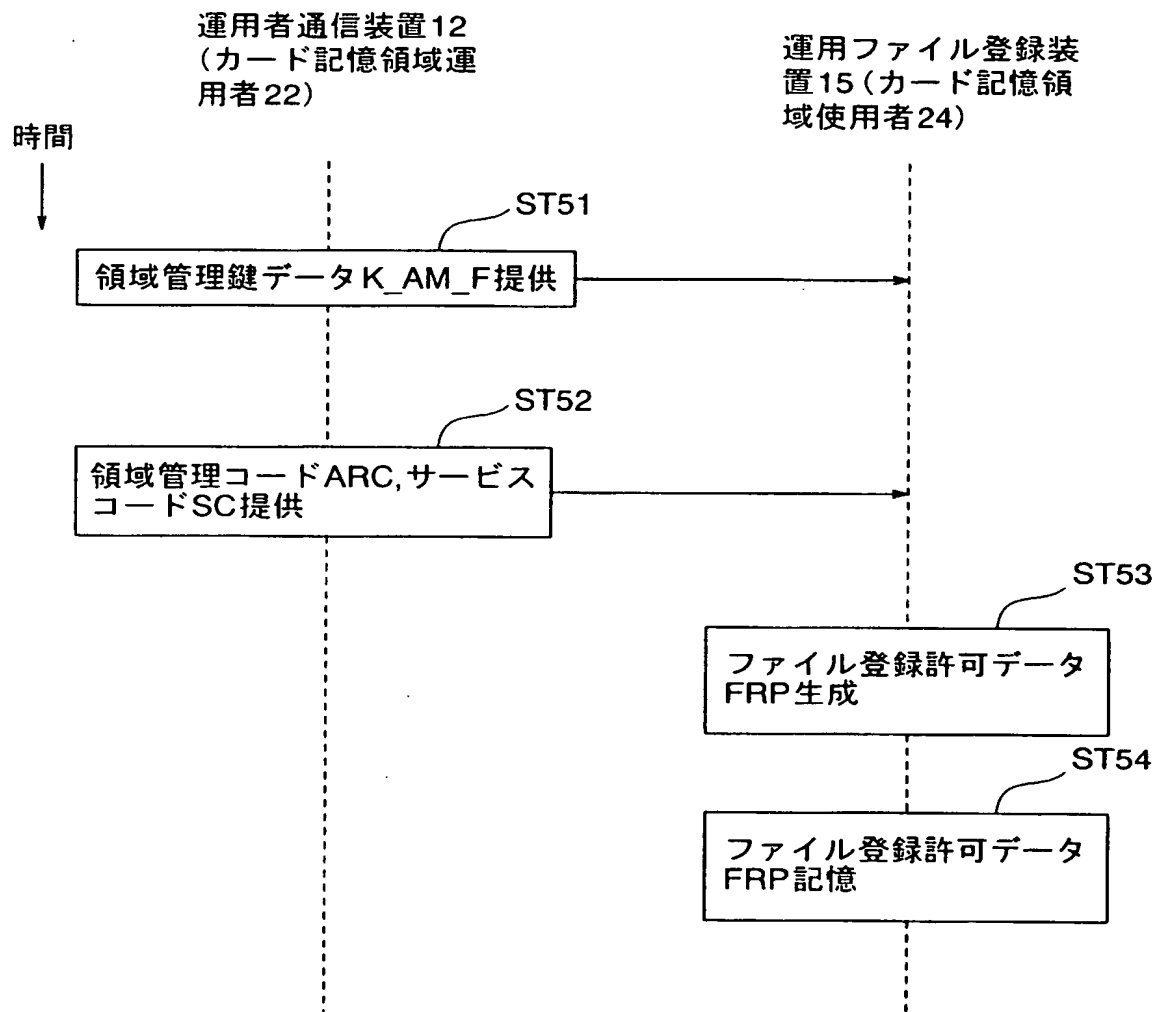 運用者通信装置12
(カード記憶領域運
用者22)
運用ファイル登録装
置15(カード記憶領
域使用者24)
時間
ST51
領域管理鍵データK_AM_F提供
ST52
領域管理コードARC,サービス
コードSC提供
ST53
ファイル登録許可データ
FRP生成
ST54
ファイル登録許可データ
FRP記憶